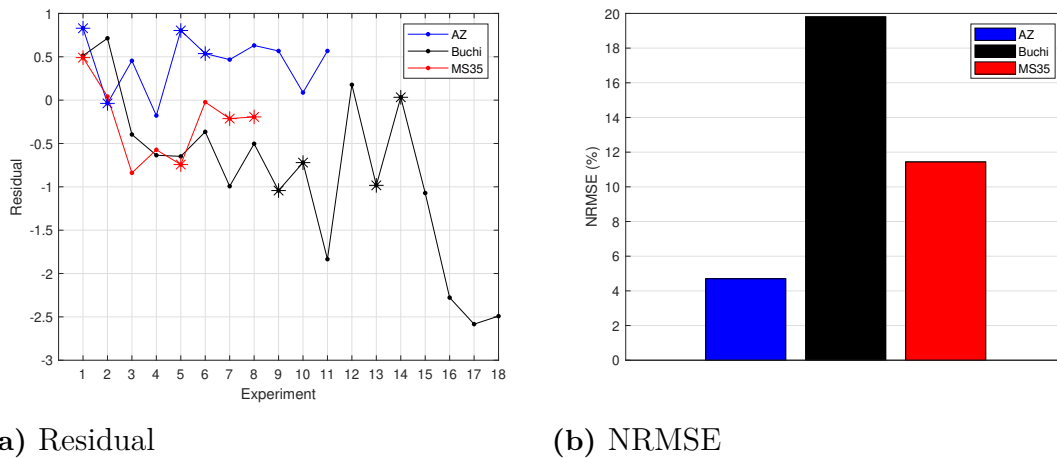 1
0.5
0
-0.5
-1
-1.5
-2
-2.5
-3
Residual
1 2 3 4 5 6 7 8 9 10 11 12 13 14 15 16 17 18
Experiment
AZ
Buchi
MS35
20
18
16
14
12
10
8
6
4
2
0
NRMSE (%)
AZ
Buchi
MS35
a) Residual
(b) NRMSE